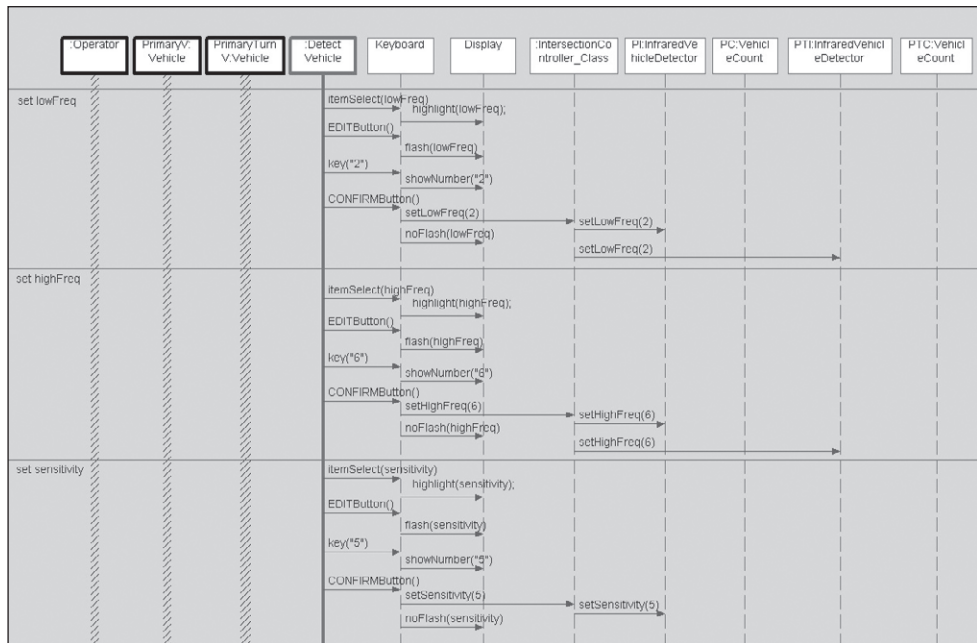 :Operator
PrimaryV:
Vehicle
PrimaryTurn
V:Vehicle
:Detect
Vehicle
Keyboard
Display
:IntersectionCo
ntroller_Class
PI:InfraredVe
hicleDetector
PC:Vehicl
eCount
PTI:InfraredVehicl
eDetector
PTC:Vehic
leCount
set lowFreq
itemSelect(lowFreq)
highlight(lowFreq);
EDITButton()
flash(lowFreq)
key("2")
showNumber("2")
CONFIRMButton()
setLowFreq(2)
setLowFreq(2)
noFlash(lowFreq)
setLowFreq(2)
set highFreq
itemSelect(highFreq)
highlight(highFreq);
EDITButton()
flash(highFreq)
key("6")
showNumber("6")
CONFIRMButton()
setHighFreq(6)
setHighFreq(6)
noFlash(highFreq)
setHighFreq(6)
set sensitivity
itemSelect(sensitivity)
highlight(sensitivity);
EDITButton()
flash(sensitivity)
key("5")
showNumber("5")
CONFIRMButton()
setSensitivity(5)
setSensitivity(5)
noFlash(sensitivity)